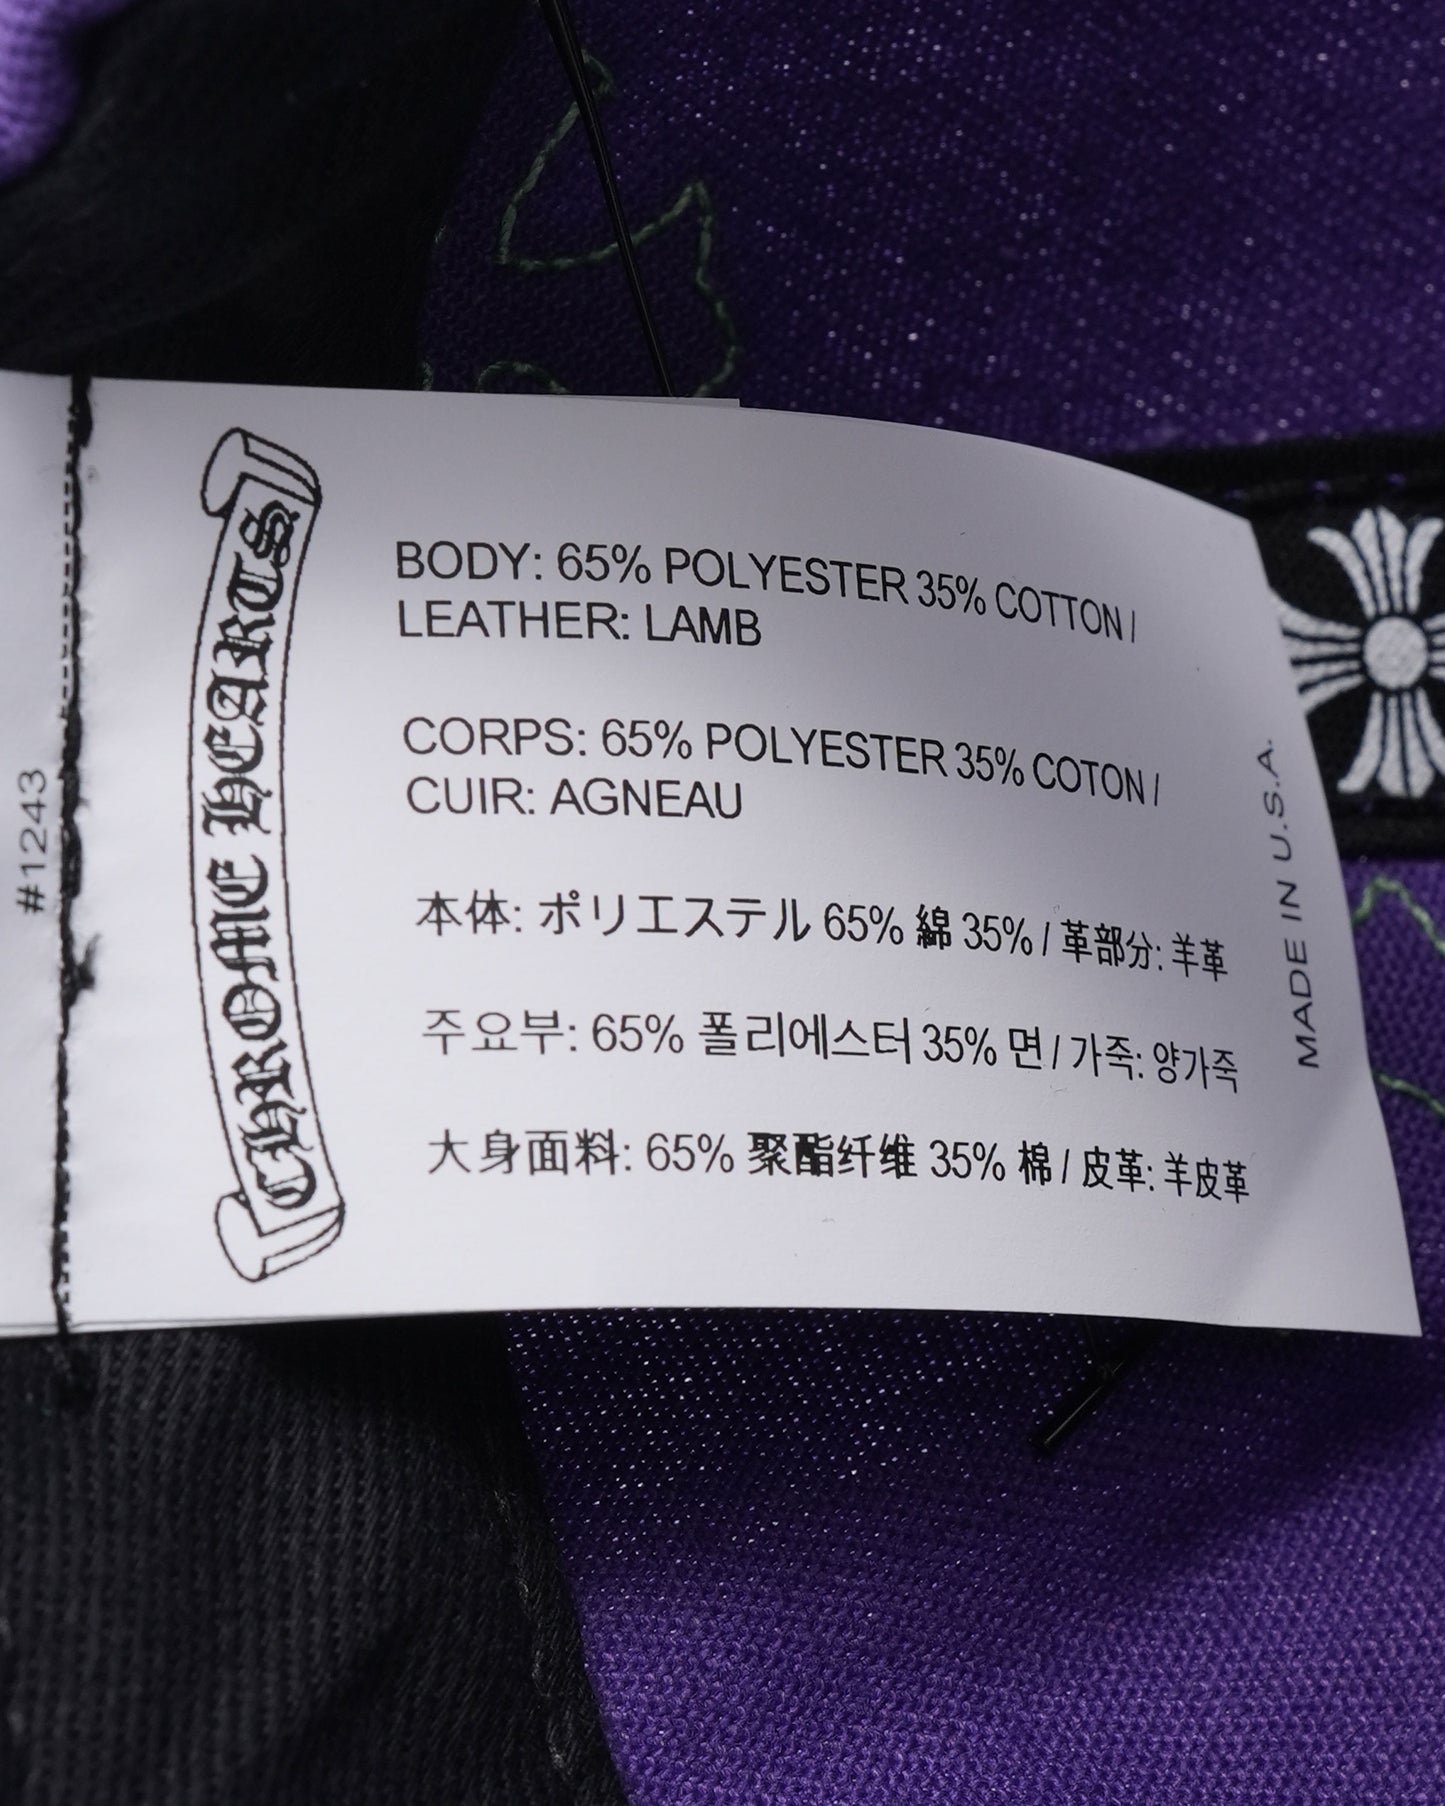 #1243
CHROME HEARTS
BODY: 65% POLYESTER 35% COTTON /
LEATHER: LAMB
CORPS: 65% POLYESTER 35% COTON /
CUIR: AGNEAU
本体: ポリエステル 65% 綿 35% / 革部分: 羊革
주요부: 65% 폴리에스터 35% 면 / 가죽: 양가죽
大身面料: 65% 聚酯纤维 35% 棉 / 皮革: 羊皮革
MADE IN U.S.A.